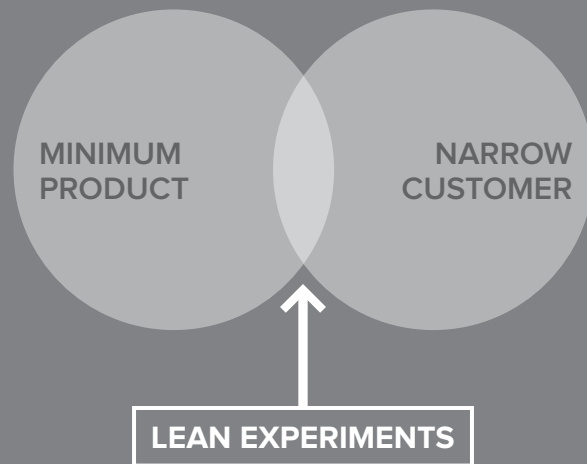 MINIMUM
PRODUCT
NARROW
CUSTOMER
LEAN EXPERIMENTS